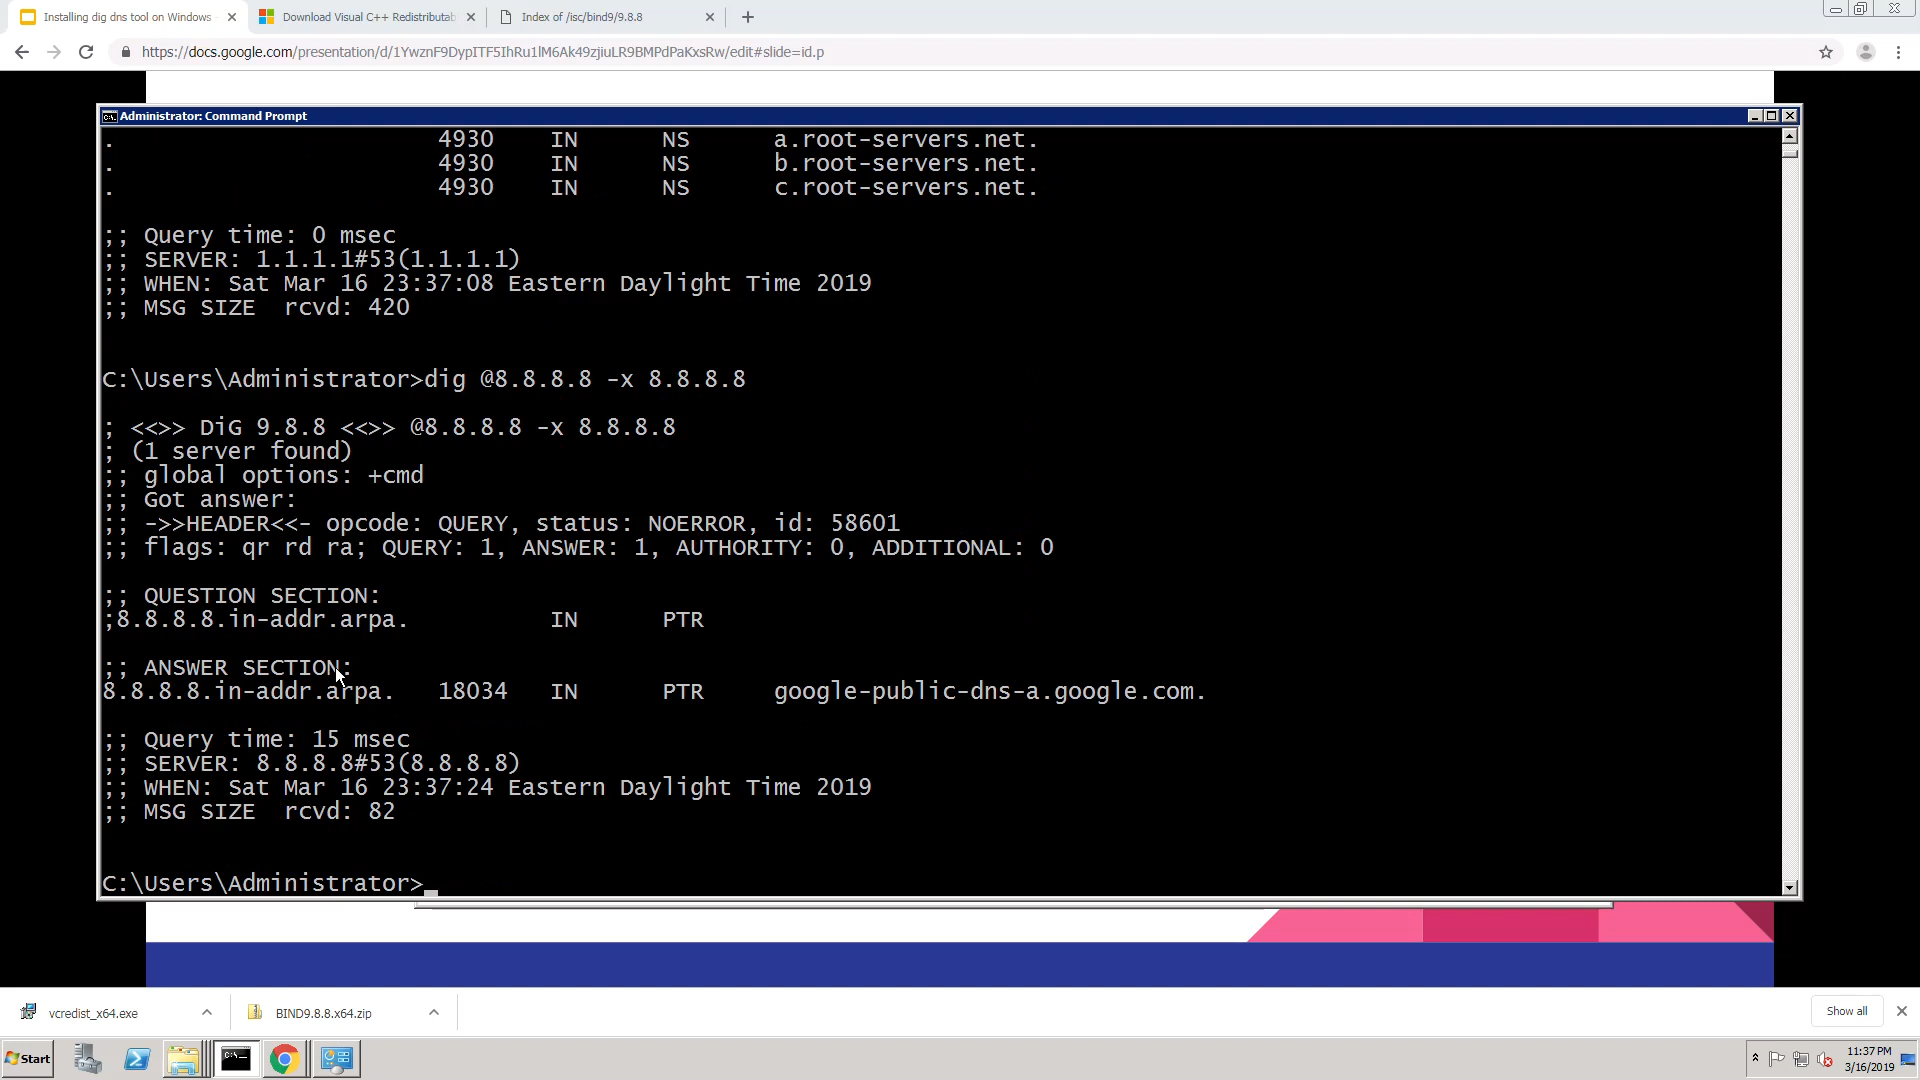 Installing dig dns tool on Windows
Download Visual C++ Redistributab
Index of /isc/bind9/9.8.8
https://docs.google.com/presentation/d/1YwznF9DypITF5IhRu1lM6Ak49zjiuLR9BMPdPaKxsRw/edit#slide=id.p
Administrator: Command Prompt
. 4930 IN NS a.root-servers.net.
. 4930 IN NS b.root-servers.net.
. 4930 IN NS c.root-servers.net.
;; Query time: 0 msec
;; SERVER: 1.1.1.1#53(1.1.1.1)
;; WHEN: Sat Mar 16 23:37:08 Eastern Daylight Time 2019
;; MSG SIZE  rcvd: 420
C:\Users\Administrator>dig @8.8.8.8 -x 8.8.8.8
; <<>> DiG 9.8.8 <<>> @8.8.8.8 -x 8.8.8.8
; (1 server found)
;; global options: +cmd
;; Got answer:
;; ->>HEADER<<- opcode: QUERY, status: NOERROR, id: 58601
;; flags: qr rd ra; QUERY: 1, ANSWER: 1, AUTHORITY: 0, ADDITIONAL: 0
;; QUESTION SECTION:
;8.8.8.8.in-addr.arpa. IN PTR
;; ANSWER SECTION:
8.8.8.8.in-addr.arpa. 18034 IN PTR google-public-dns-a.google.com.
;; Query time: 15 msec
;; SERVER: 8.8.8.8#53(8.8.8.8)
;; WHEN: Sat Mar 16 23:37:24 Eastern Daylight Time 2019
;; MSG SIZE  rcvd: 82
C:\Users\Administrator>
vcredist_x64.exe
BIND9.8.8.x64.zip
Show all
Start
11:37 PM
3/16/2019